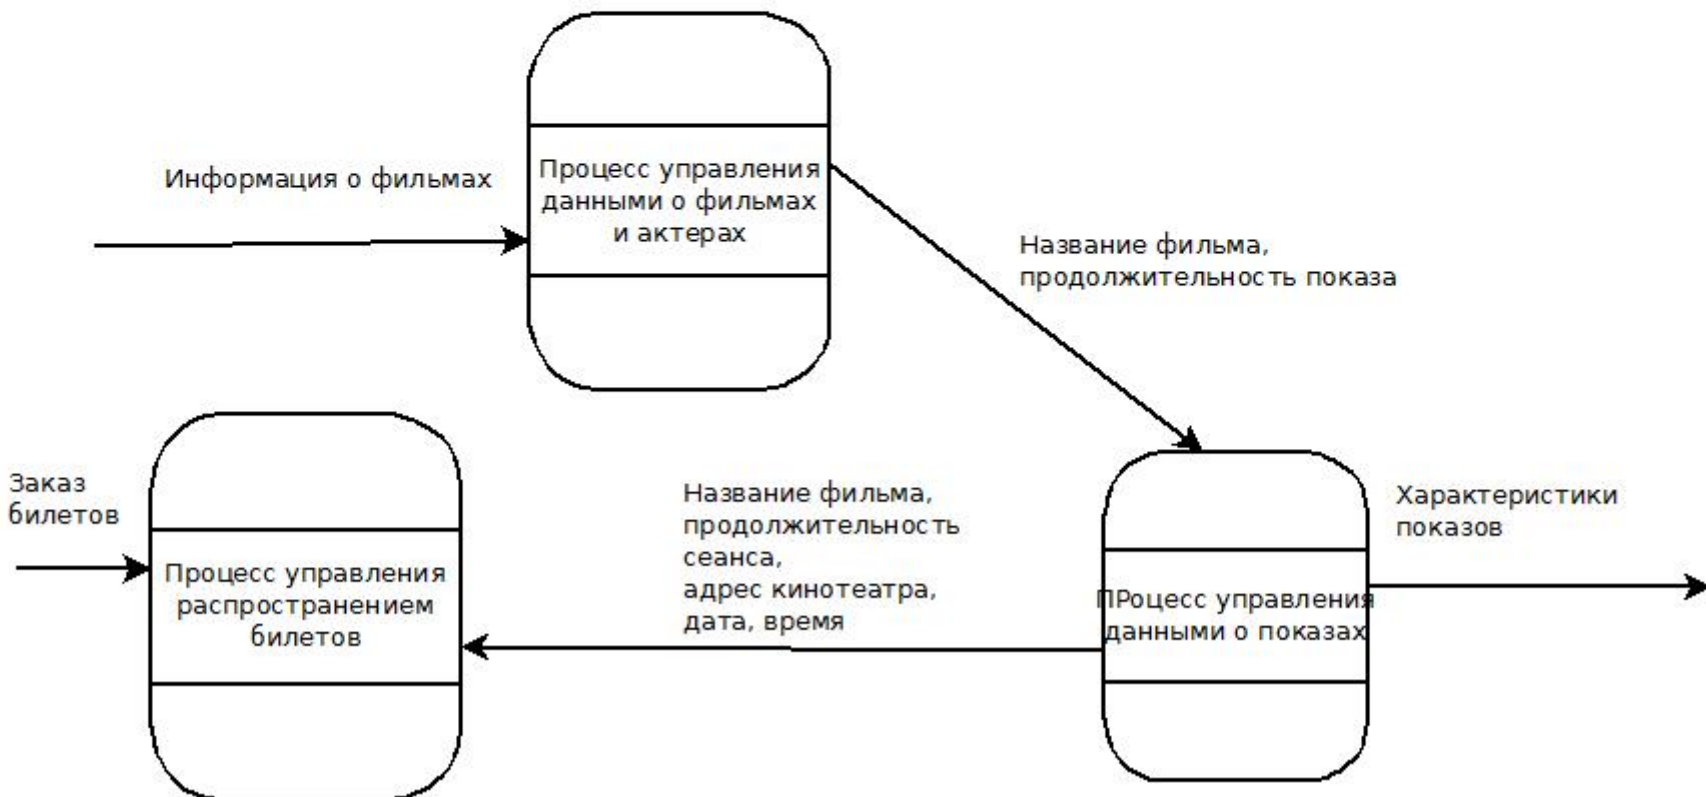 Информация о фильмах
Процесс управления
данными о фильмах
и актерах
Название фильма,
продолжительность показа
Заказ
билетов
Процесс управления
распространением
билетов
Название фильма,
продолжительность
сеанса,
адрес кинотеатра,
дата, время
ПРоцесс управления
данными о показах
Характеристики
показов